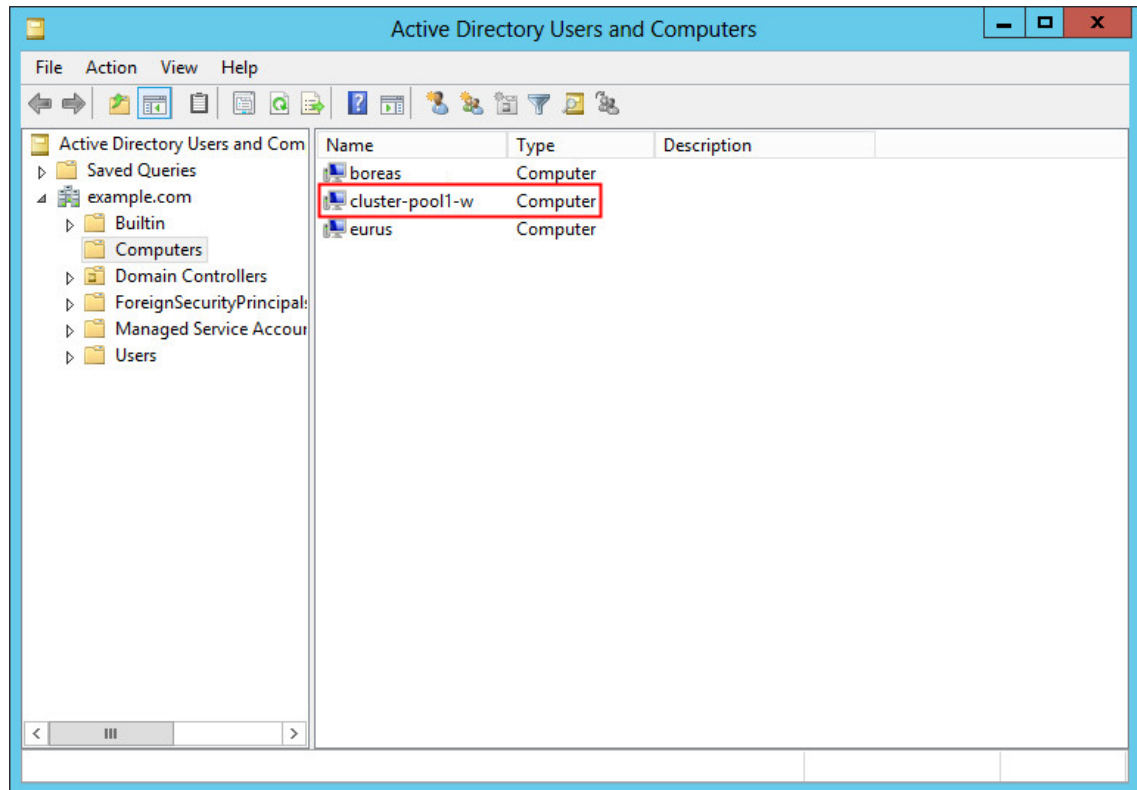 Active Directory Users and Computers
File Action View Help
Active Directory Users and Com
Saved Queries
example.com
Builtin
Computers
Domain Controllers
ForeignSecurityPrincipals
Managed Service Accour
Users
Name Type Description
boreas Computer
cluster-pool1-w Computer
eurus Computer